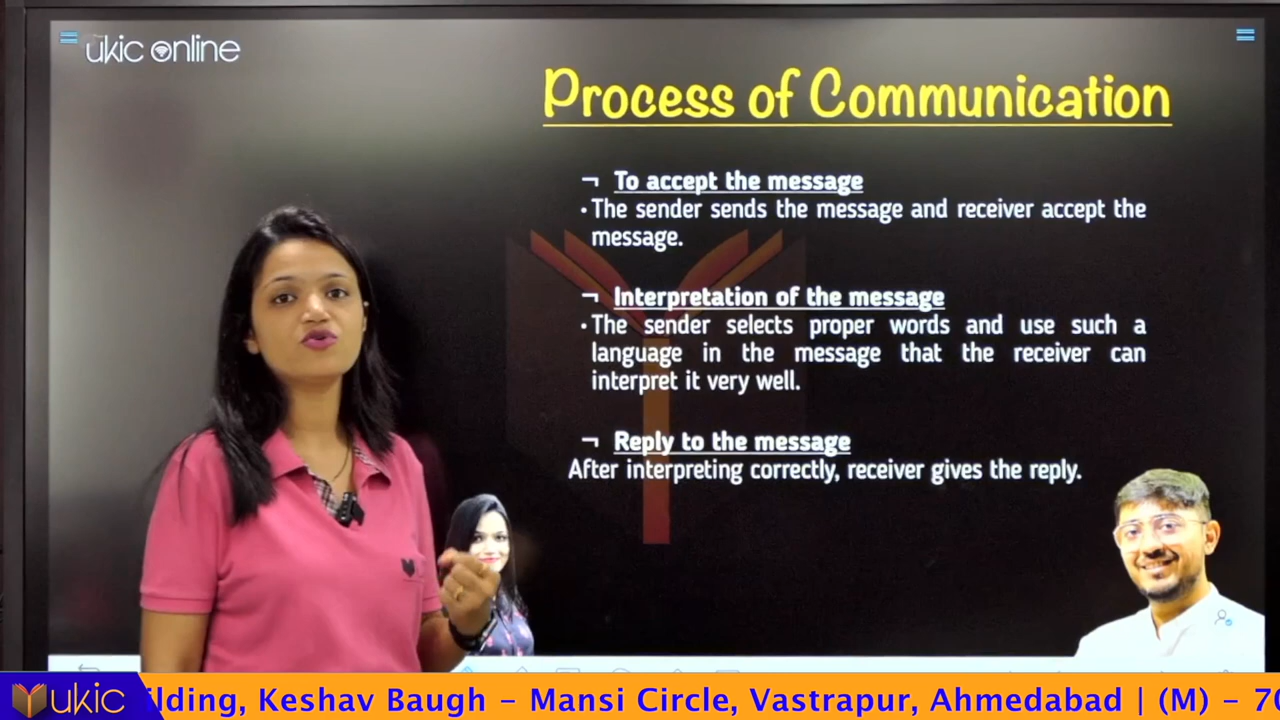 ukic online
Process of Communication
¬ To accept the message
• The sender sends the message and receiver accept the
message.
¬ Interpretation of the message
• The sender selects proper words and use such a
language in the message that the receiver can
interpret it very well.
¬ Reply to the message
After interpreting correctly, receiver gives the reply.
ukic
ilding, Keshav Baugh – Mansi Circle, Vastrapur, Ahmedabad | (M) – 70